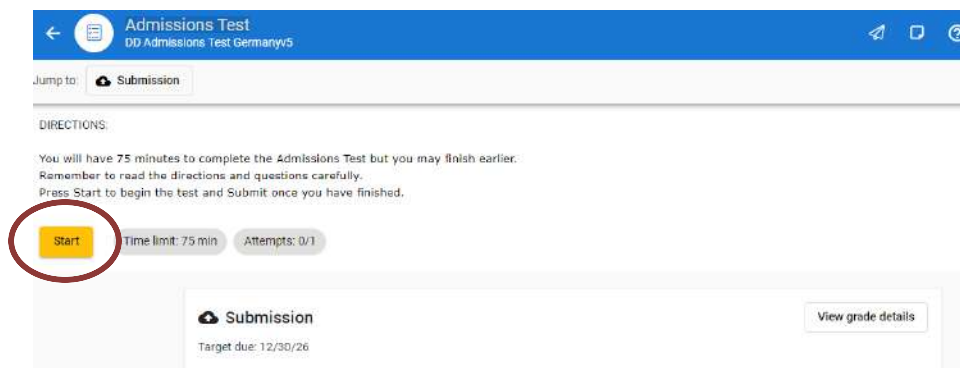 Admissions Test
DD Admissions Test Germanyv5
Jump to: Submission
DIRECTIONS:
You will have 75 minutes to complete the Admissions Test but you may finish earlier.
Remember to read the directions and questions carefully.
Press Start to begin the test and Submit once you have finished.
Start Time limit: 75 min Attempts: 0/1
Submission View grade details
Target due: 12/30/26